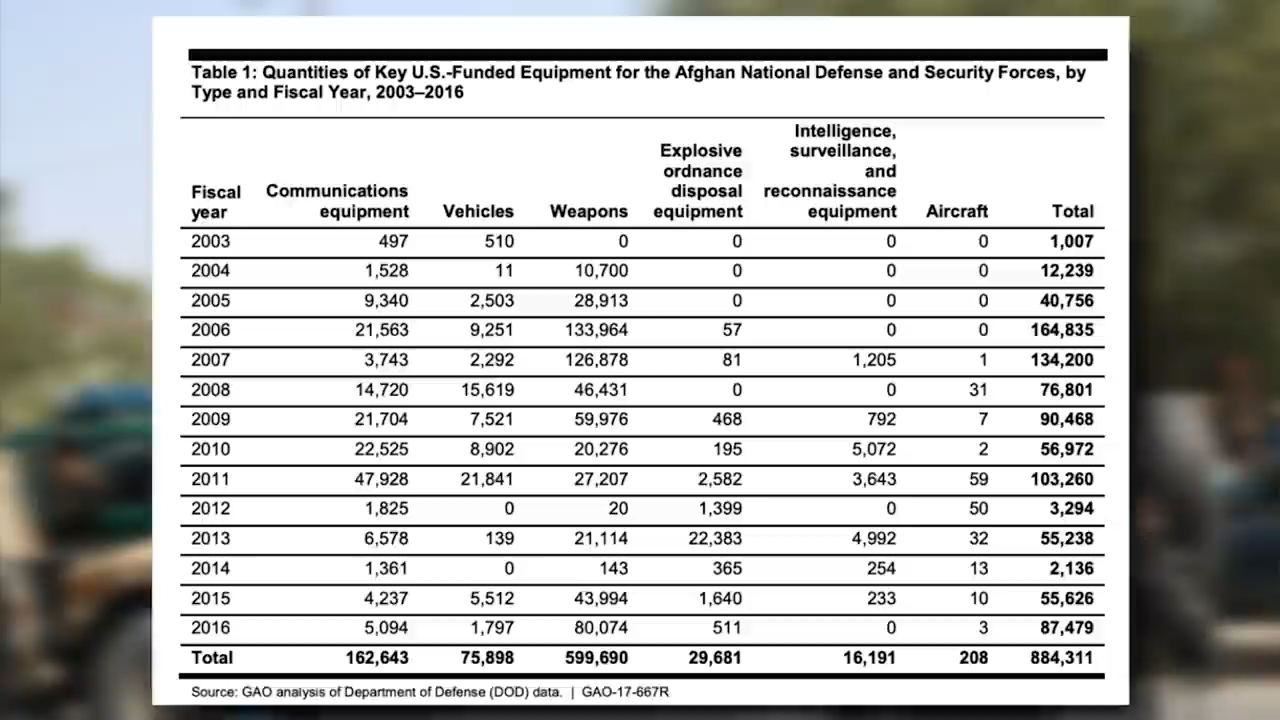 Table 1: Quantities of Key U.S.-Funded Equipment for the Afghan National Defense and Security Forces, by
Type and Fiscal Year, 2003–2016
Fiscal year Communications equipment Vehicles Weapons Explosive ordnance disposal equipment Intelligence, surveillance, and reconnaissance equipment Aircraft Total
2003 497 510 0 0 0 0 1,007
2004 1,528 11 10,700 0 0 0 12,239
2005 9,340 2,503 28,913 0 0 0 40,756
2006 21,563 9,251 133,964 57 0 0 164,835
2007 3,743 2,292 126,878 81 1,205 1 134,200
2008 14,720 15,619 46,431 0 0 31 76,801
2009 21,704 7,521 59,976 468 792 7 90,468
2010 22,525 8,902 20,276 195 5,072 2 56,972
2011 47,928 21,841 27,207 2,582 3,643 59 103,260
2012 1,825 0 20 1,399 0 50 3,294
2013 6,578 139 21,114 22,383 4,992 32 55,238
2014 1,361 0 143 365 254 13 2,136
2015 4,237 5,512 43,994 1,640 233 10 55,626
2016 5,094 1,797 80,074 511 0 3 87,479
Total 162,643 75,898 599,690 29,681 16,191 208 884,311
Source: GAO analysis of Department of Defense (DOD) data. | GAO-17-667R